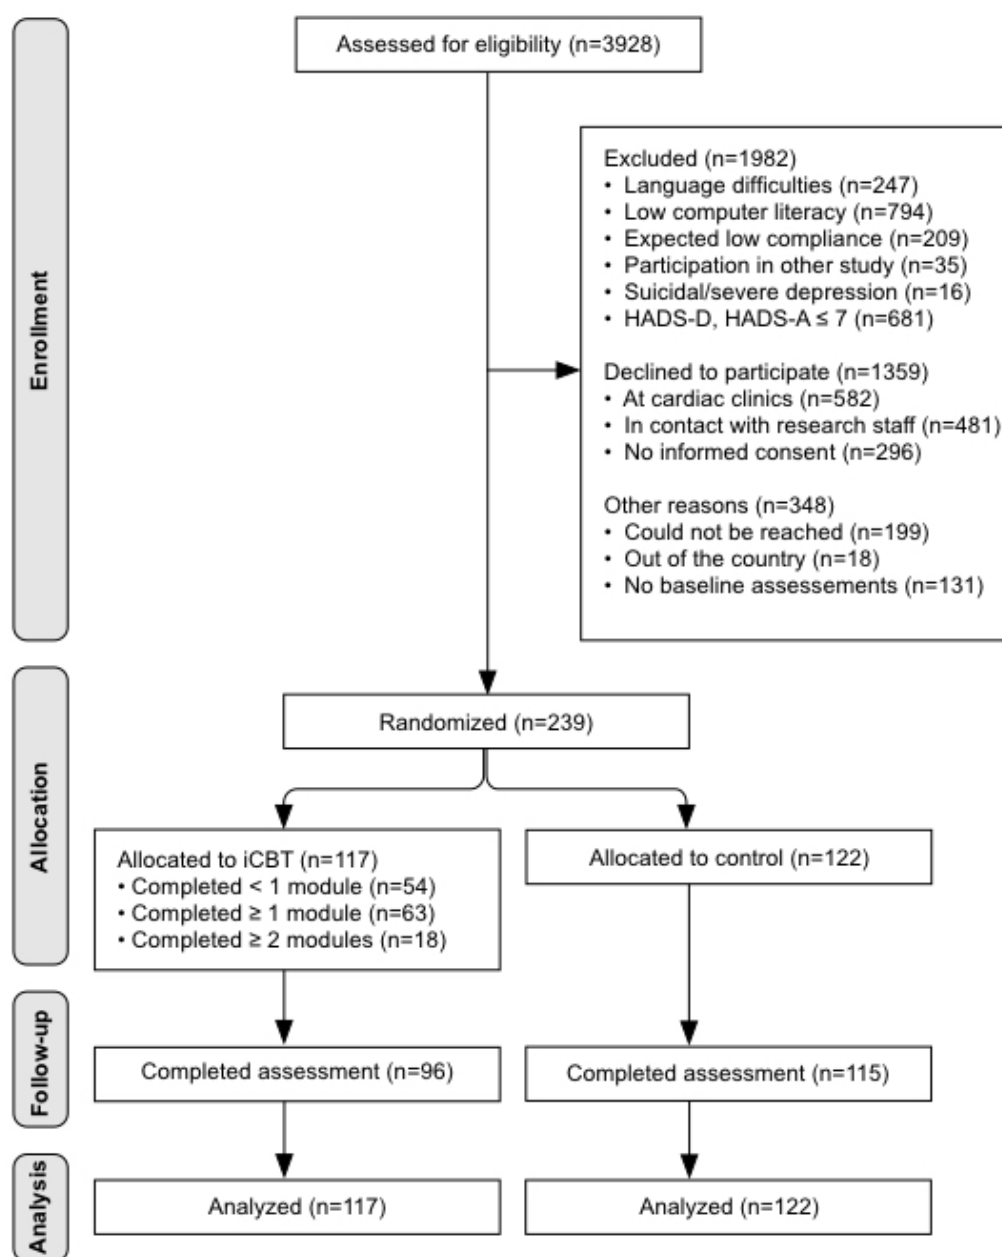 Assessed for eligibility (n=3928)
Enrollment
Excluded (n=1982)
• Language difficulties (n=247)
• Low computer literacy (n=794)
• Expected low compliance (n=209)
• Participation in other study (n=35)
• Suicidal/severe depression (n=16)
• HADS-D, HADS-A ≤ 7 (n=681)
Declined to participate (n=1359)
• At cardiac clinics (n=582)
• In contact with research staff (n=481)
• No informed consent (n=296)
Other reasons (n=348)
• Could not be reached (n=199)
• Out of the country (n=18)
• No baseline assessements (n=131)
Allocation
Randomized (n=239)
Allocated to iCBT (n=117)
• Completed < 1 module (n=54)
• Completed ≥ 1 module (n=63)
• Completed ≥ 2 modules (n=18)
Allocated to control (n=122)
Follow-up
Completed assessment (n=96)
Completed assessment (n=115)
Analysis
Analyzed (n=117)
Analyzed (n=122)